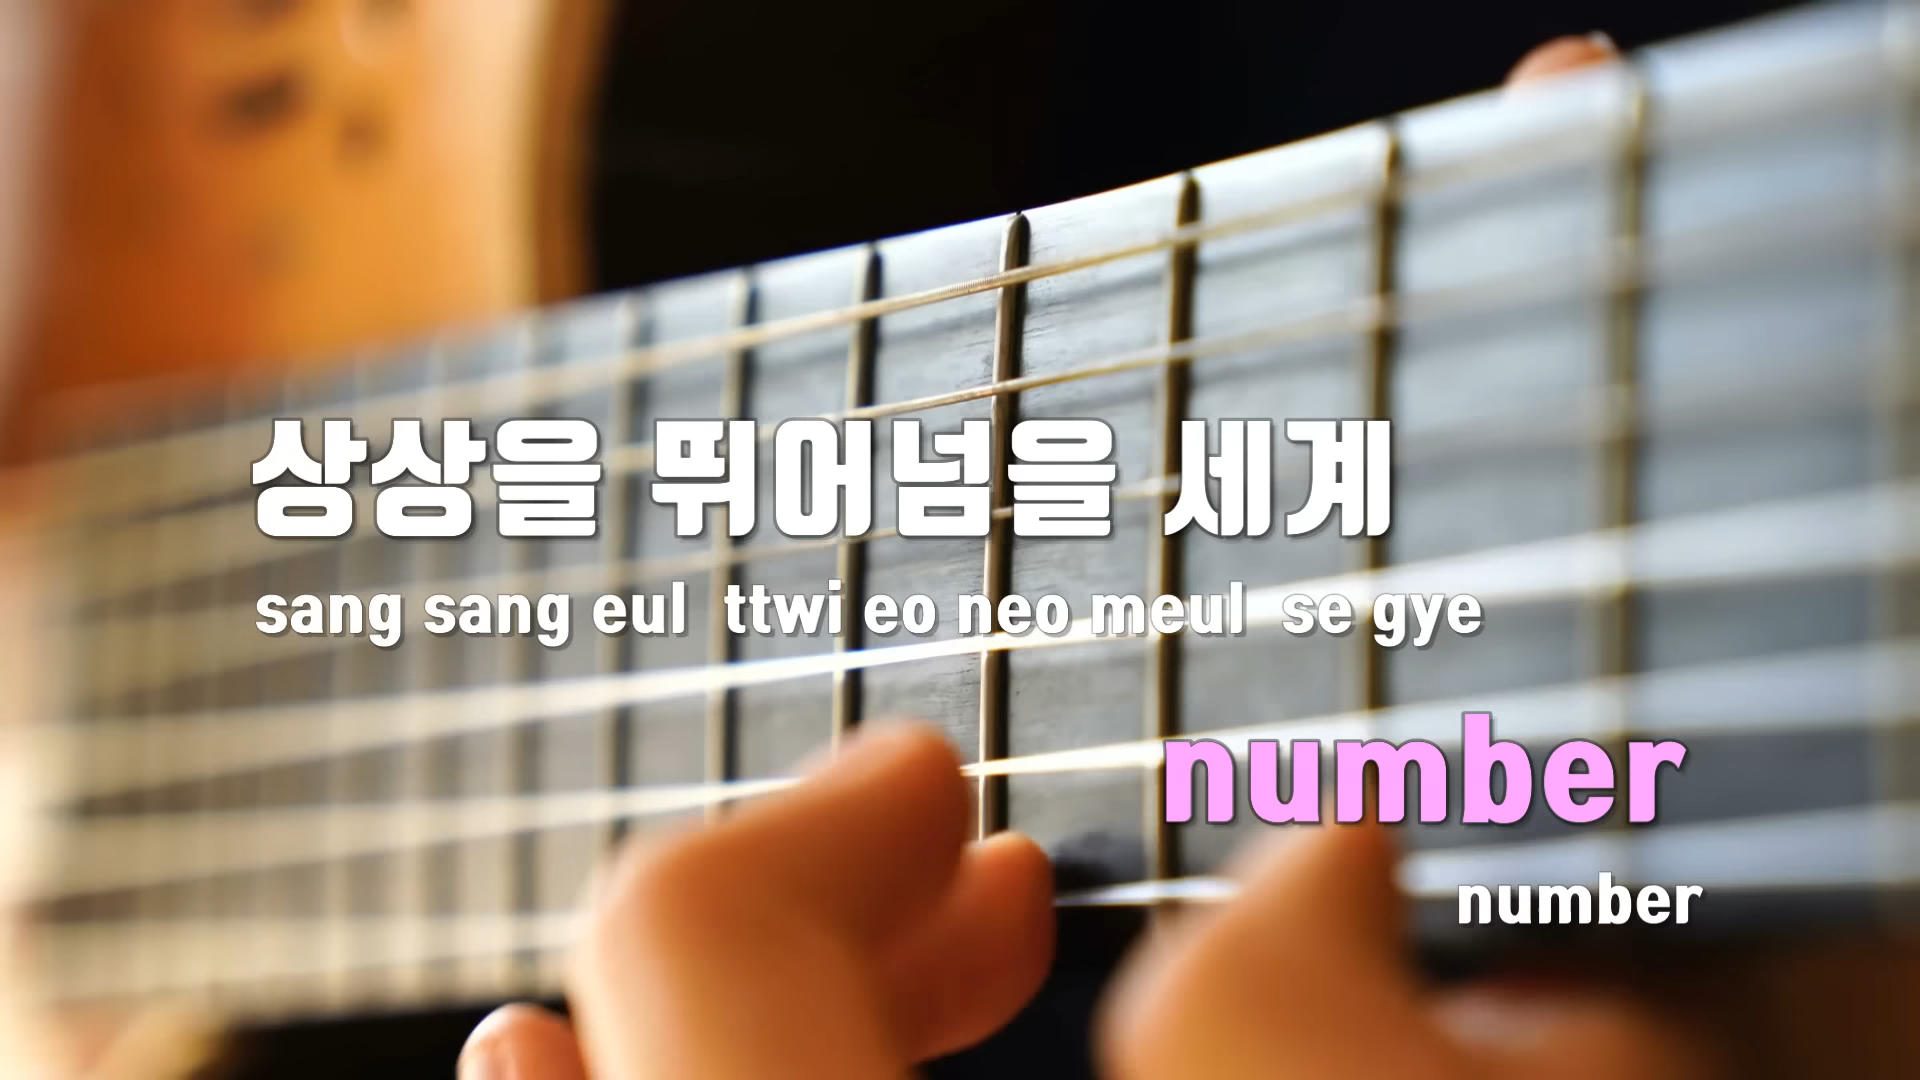 상상을 뛰어넘을 세계
sang sang eul ttwi eo neo meul se gye
number
number